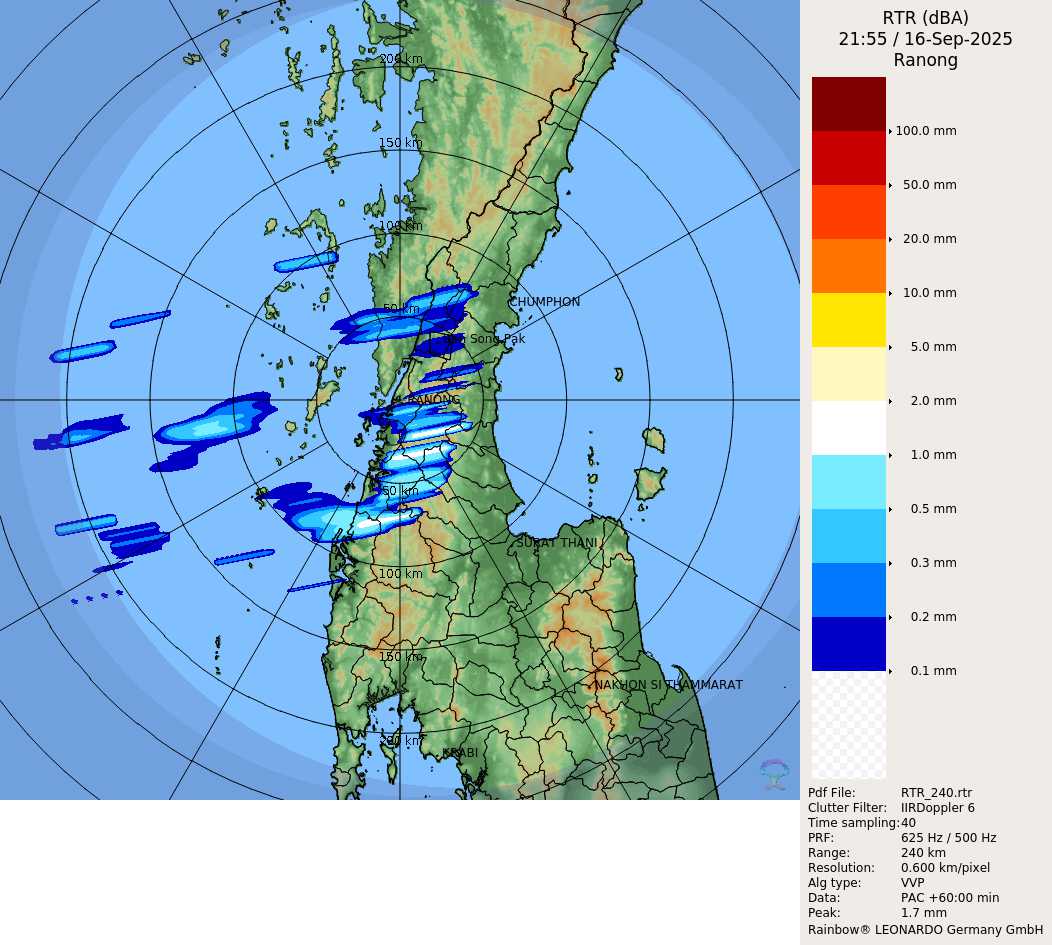 200 km
150 km
100 km
50 km
CHUMPHON
Song Pak
RANONG
50 km
SURAT THANI
100 km
150 km
NAKHON SI THAMMARAT
200 km
KRABI
RTR (dBA)
21:55 / 16-Sep-2025
Ranong
100.0 mm
50.0 mm
20.0 mm
10.0 mm
5.0 mm
2.0 mm
1.0 mm
0.5 mm
0.3 mm
0.2 mm
0.1 mm
Pdf File: RTR_240.rtr
Clutter Filter: IIRDoppler 6
Time sampling:40
PRF: 625 Hz / 500 Hz
Range: 240 km
Resolution: 0.600 km/pixel
Alg type: VVP
Data: PAC +60:00 min
Peak: 1.7 mm
Rainbow® LEONARDO Germany GmbH